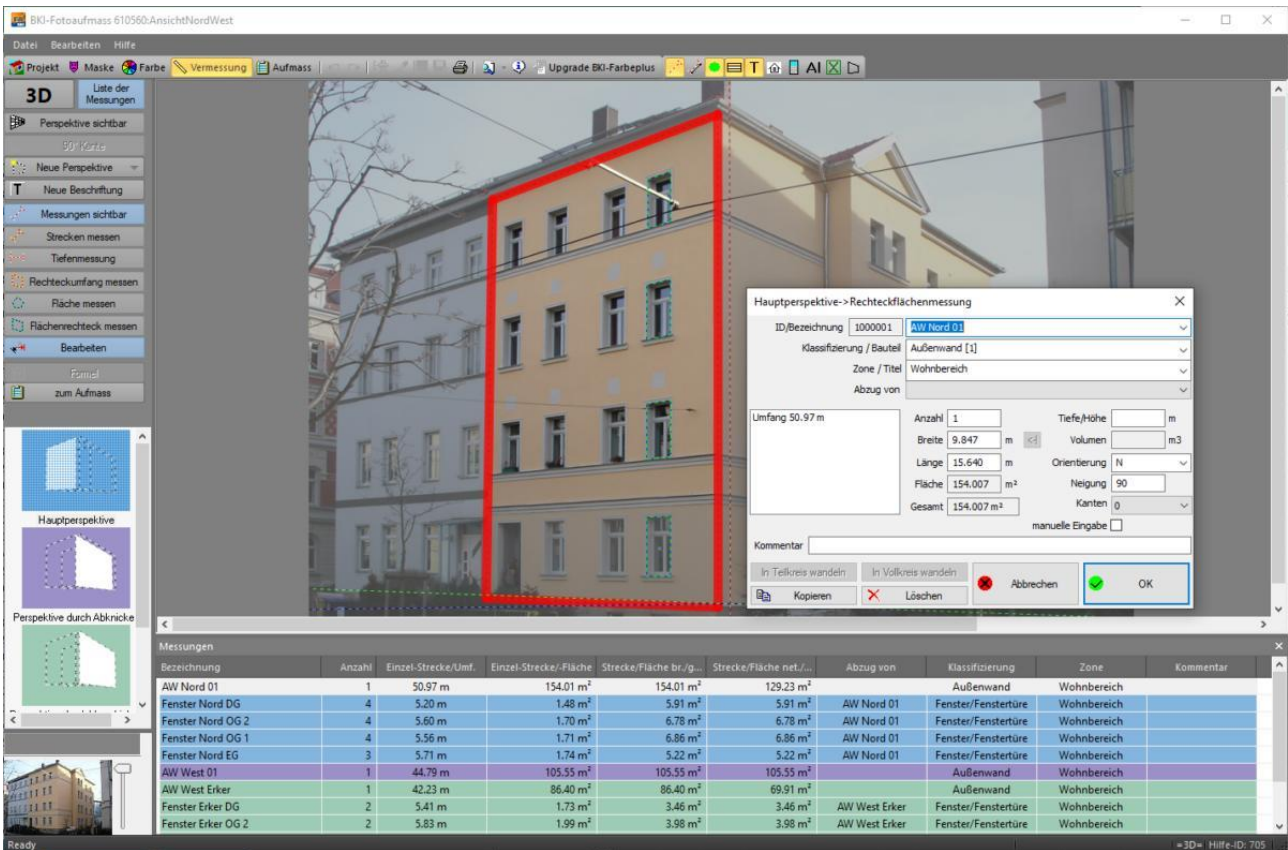 BKI-Fotoaufmass 610560:AnsichtNordWest
Datei Bearbeiten Hilfe
Projekt Maske Farbe Vermessung Aufmass Upgrade BKI-Farbeplus T AI
3D Liste der Messungen
Perspektive sichtbar
90° Kante
Neue Perspektive
T Neue Beschriftung
Messungen sichtbar
Strecken messen
Tiefenmessung
Rechteckumfang messen
Fläche messen
Flächenrechteck messen
Bearbeiten
Formel
zum Aufmass
Hauptperspektive
Perspektive durch Abknicke
Hauptperspektive->Rechteckflächenmessung
ID/Bezeichnung 1000001 AW Nord 01
Klassifizierung / Bauteil Außenwand [1]
Zone / Titel Wohnbereich
Abzug von
Umfang 50.97 m
Anzahl 1 Tiefe/Höhe m
Breite 9.847 m Volumen m3
Länge 15.640 m Orientierung N
Fläche 154.007 m² Neigung 90
Gesamt 154.007 m² Kanten 0
manuelle Eingabe
Kommentar
In Teilkreis wandeln In Vollkreis wandeln Abbrechen OK
Kopieren Löschen
Messungen
Bezeichnung Anzahl Einzel-Strecke/Umf. Einzel-Strecke/-Fläche Strecke/Fläche br./g... Strecke/Fläche net./... Abzug von Klassifizierung Zone Kommentar
AW Nord 01 1 50.97 m 154.01 m² 154.01 m² 129.23 m² Außenwand Wohnbereich
Fenster Nord DG 4 5.20 m 1.48 m² 5.91 m² 5.91 m² AW Nord 01 Fenster/Fenstertüre Wohnbereich
Fenster Nord OG 2 4 5.60 m 1.70 m² 6.78 m² 6.78 m² AW Nord 01 Fenster/Fenstertüre Wohnbereich
Fenster Nord OG 1 4 5.56 m 1.71 m² 6.86 m² 6.86 m² AW Nord 01 Fenster/Fenstertüre Wohnbereich
Fenster Nord EG 3 5.71 m 1.74 m² 5.22 m² 5.22 m² AW Nord 01 Fenster/Fenstertüre Wohnbereich
AW West 01 1 44.79 m 105.55 m² 105.55 m² 105.55 m² Außenwand Wohnbereich
AW West Erker 1 42.23 m 86.40 m² 86.40 m² 69.91 m² Außenwand Wohnbereich
Fenster Erker DG 2 5.41 m 1.73 m² 3.46 m² 3.46 m² AW West Erker Fenster/Fenstertüre Wohnbereich
Fenster Erker OG 2 2 5.83 m 1.99 m² 3.98 m² 3.98 m² AW West Erker Fenster/Fenstertüre Wohnbereich
Ready =3D= Hilfe-ID: 705